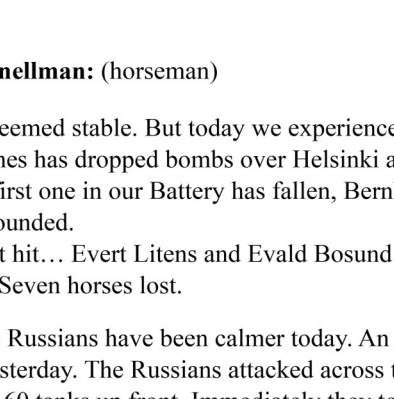 nellman: (horseman)
eemed stable. But today we experience
nes has dropped bombs over Helsinki a
irst one in our Battery has fallen, Bern
ounded.
t hit… Evert Litens and Evald Bosund
Seven horses lost.
Russians have been calmer today. An
sterday. The Russians attacked across t
60 tanks up front. Immediately they to